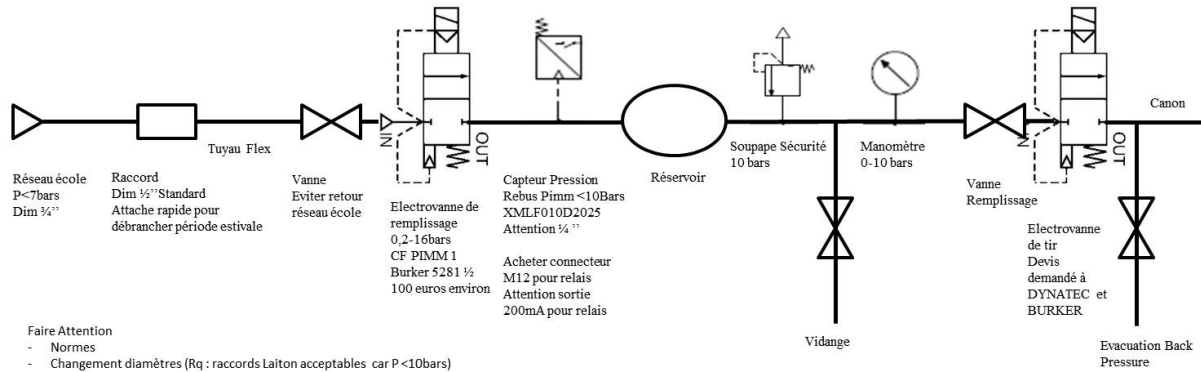 Réseau école
P<7bars
Dim ¾’’
Raccord
Dim ½’’Standard
Attache rapide pour
débrancher période estivale
Tuyau Flex
Vanne
Eviter retour
réseau école
IN
OUT
Electrovanne de
remplissage
0,2-16bars
CF PIMM 1
Burker 5281 ½
100 euros environ
Capteur Pression
Rebus Pimm <10Bars
XMLF010D2025
Attention ¼ ’’
Acheter connecteur
M12 pour relais
Attention sortie
200mA pour relais
Réservoir
Soupape Sécurité
10 bars
Manomètre
0-10 bars
Vidange
Vanne
Remplissage
IN
OUT
Electrovanne
de tir
Devis
demandé à
DYNATEC et
BURKER
Canon
Evacuation Back
Pressure
Faire Attention
- Normes
- Changement diamètres (Rq : raccords Laiton acceptables car P <10bars)